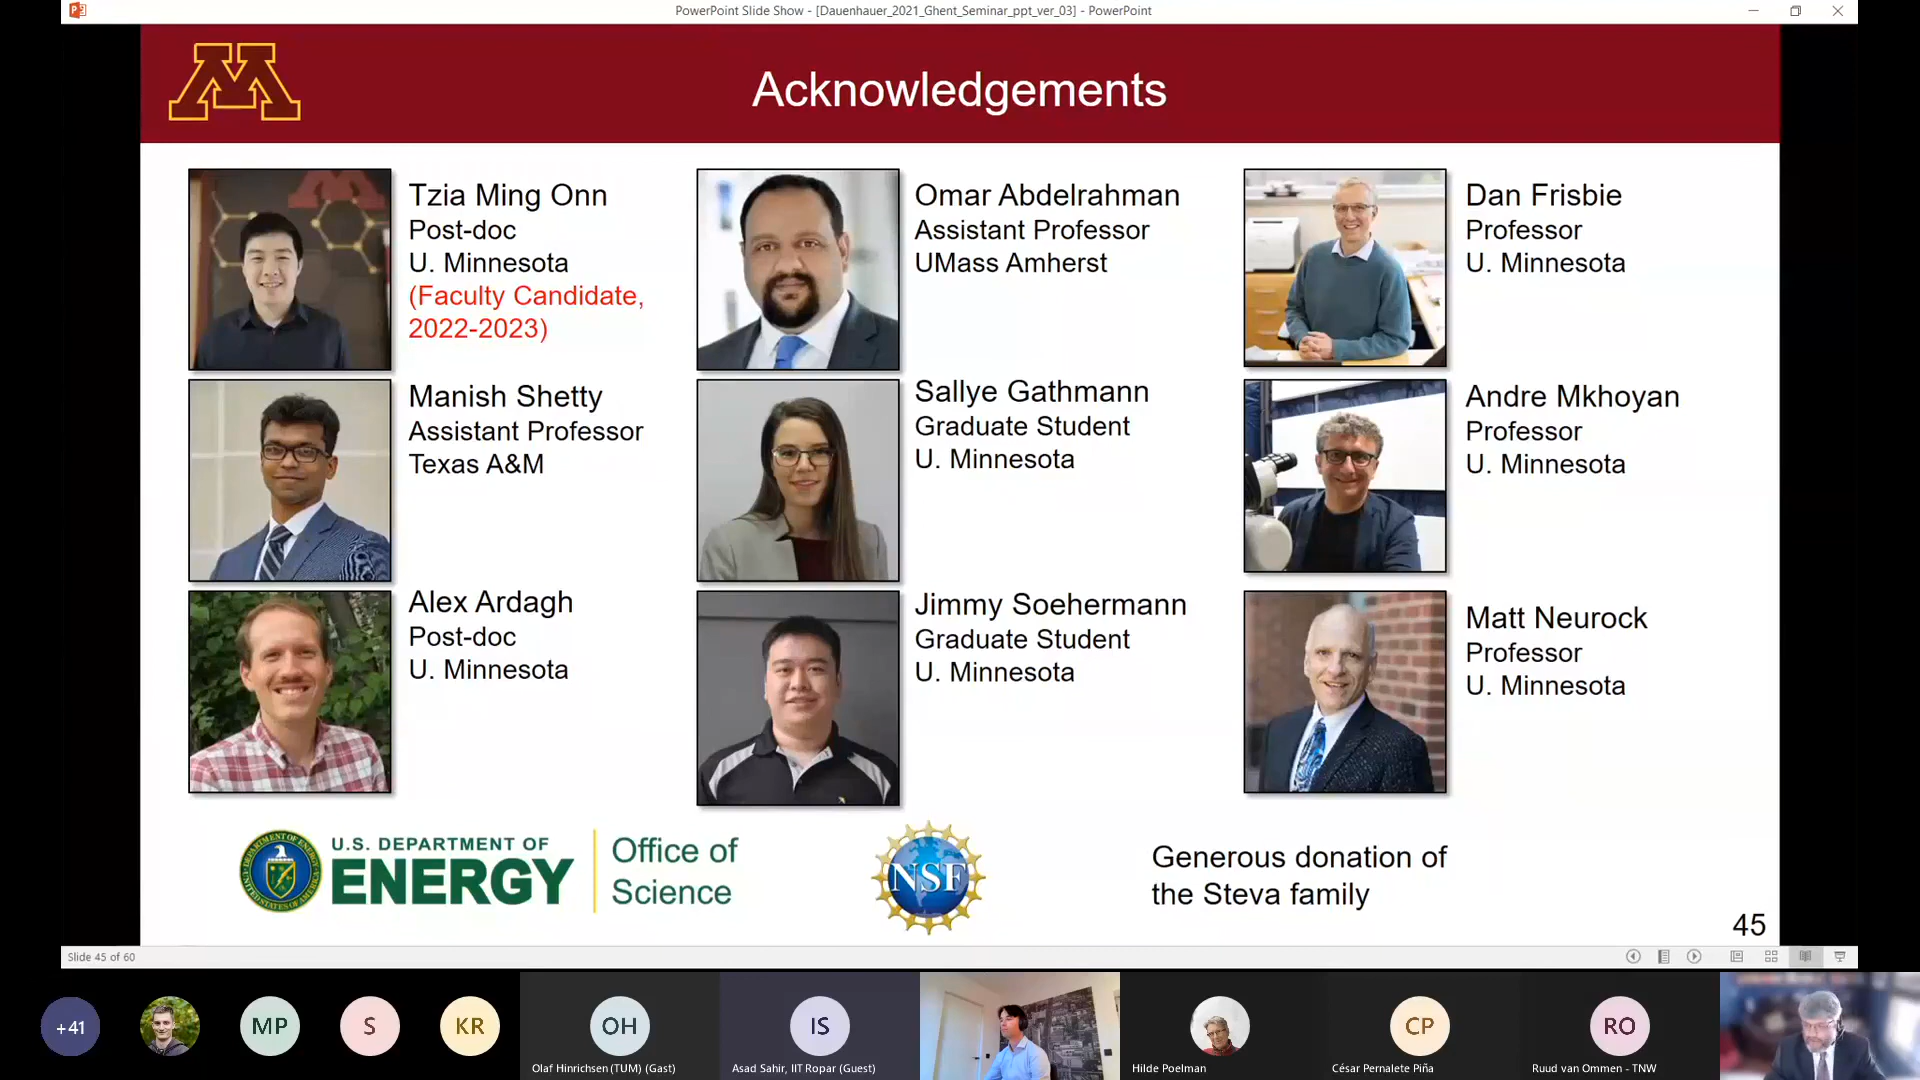 PowerPoint Slide Show - [Dauenhauer_2021_Ghent_Seminar_ppt_ver_03] - PowerPoint
Acknowledgements
Tzia Ming Onn
Post-doc
U. Minnesota
(Faculty Candidate,
2022-2023)
Omar Abdelrahman
Assistant Professor
UMass Amherst
Dan Frisbie
Professor
U. Minnesota
Manish Shetty
Assistant Professor
Texas A&M
Sallye Gathmann
Graduate Student
U. Minnesota
Andre Mkhoyan
Professor
U. Minnesota
Alex Ardagh
Post-doc
U. Minnesota
Jimmy Soehermann
Graduate Student
U. Minnesota
Matt Neurock
Professor
U. Minnesota
U.S. DEPARTMENT OF
ENERGY
Office of
Science
NSF
Generous donation of
the Steva family
45
Slide 45 of 60
+41
MP
S
KR
OH
IS
CP
RO
Olaf Hinrichsen (TUM) (Gast)
Asad Sahir, IIT Ropar (Guest)
Hilde Poelman
César Pernalete Piña
Ruud van Ommen - TNW